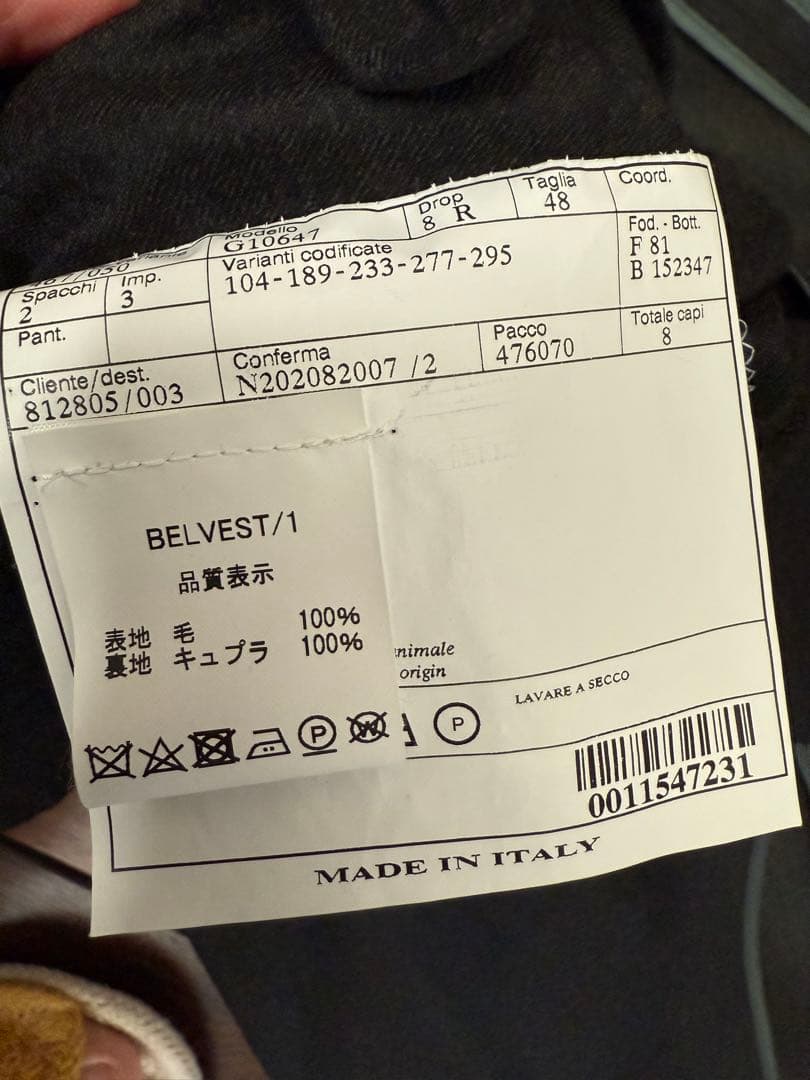 Modello Drop Taglia Coord.
G10647 8 R 48
Spacchi Imp. Varianti codificate Fod. - Bott.
2 3 104-189-233-277-295 F 81
B 152347
Pant.
Cliente/dest. Conferma Pacco Totale capi
812805/003 N202082007 /2 476070 8
BELVEST/1
品質表示
表地 毛 100%
裏地 キュプラ 100%
nimale
origin
LAVARE A SECCO
P W P
0011547231
MADE IN ITALY